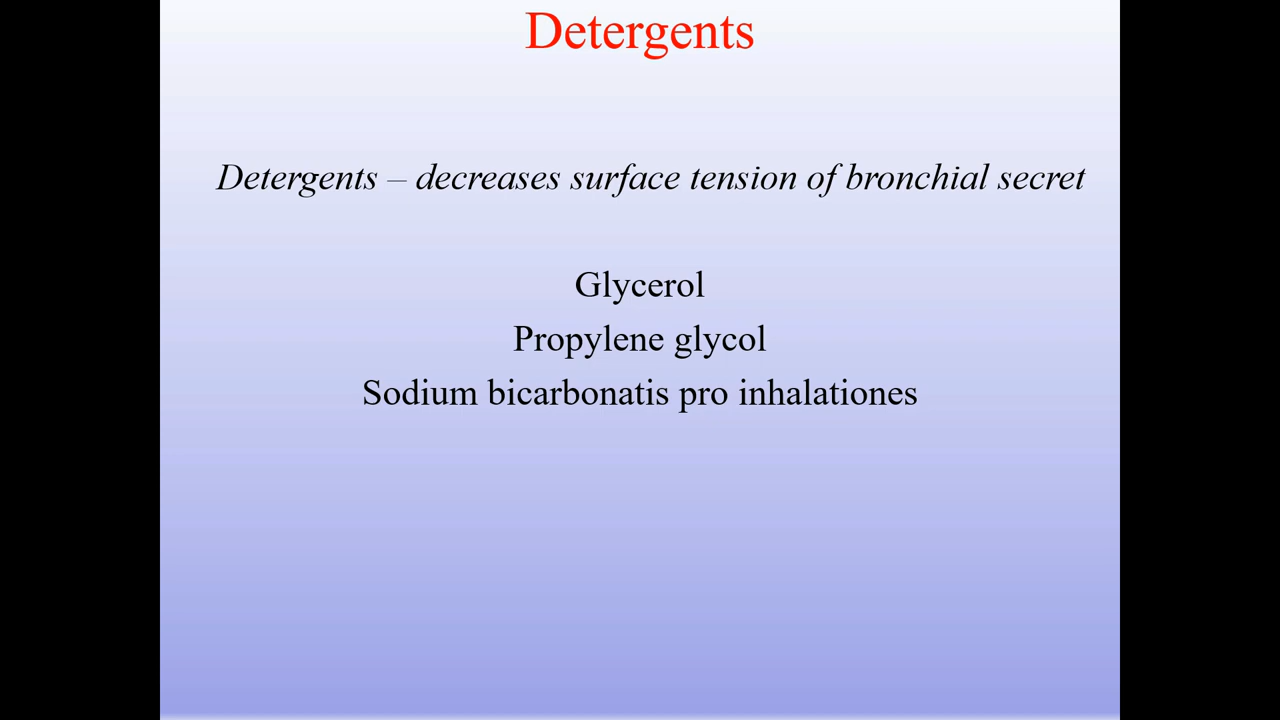 Detergents
Detergents – decreases surface tension of bronchial secret
Glycerol
Propylene glycol
Sodium bicarbonatis pro inhalationes